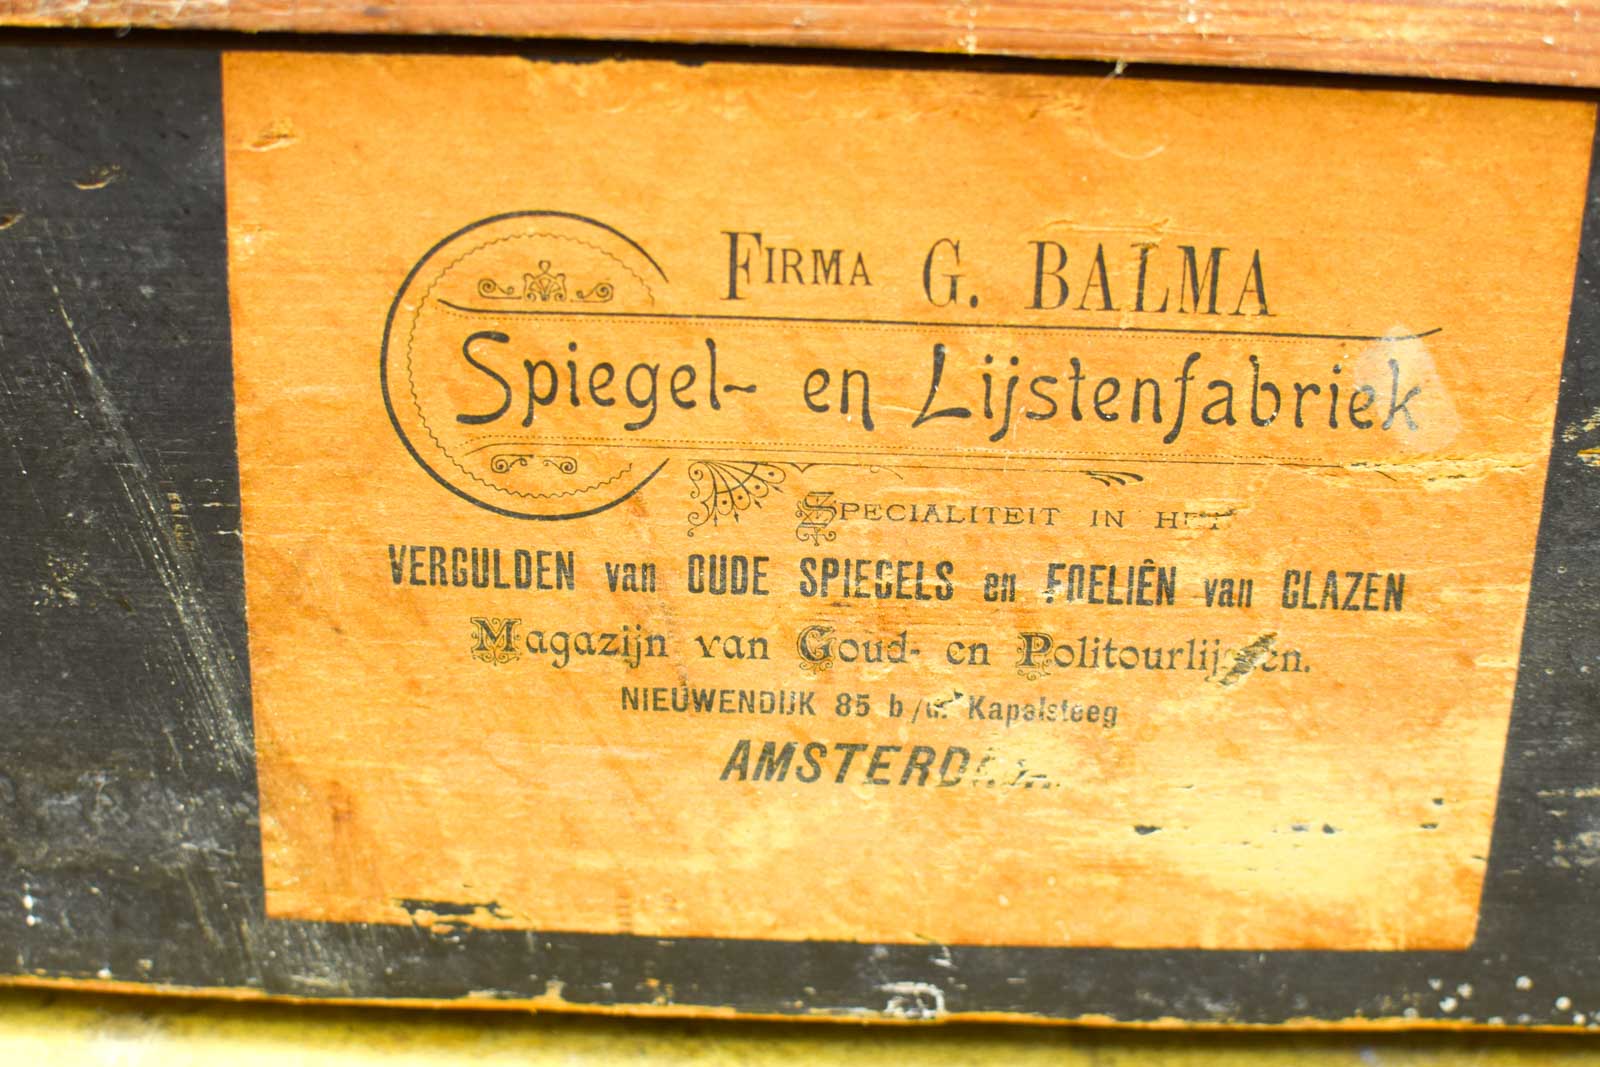 FIRMA G. BALMA
Spiegel- en Lijstenfabriek
SPECIALITEIT IN HET
VERGULDEN van OUDE SPIEGELS en FOELIËN van GLAZEN
Magazijn van Goud- en Politourlijsten.
NIEUWENDIJK 85 b/d. Kapelsteeg
AMSTERDAM